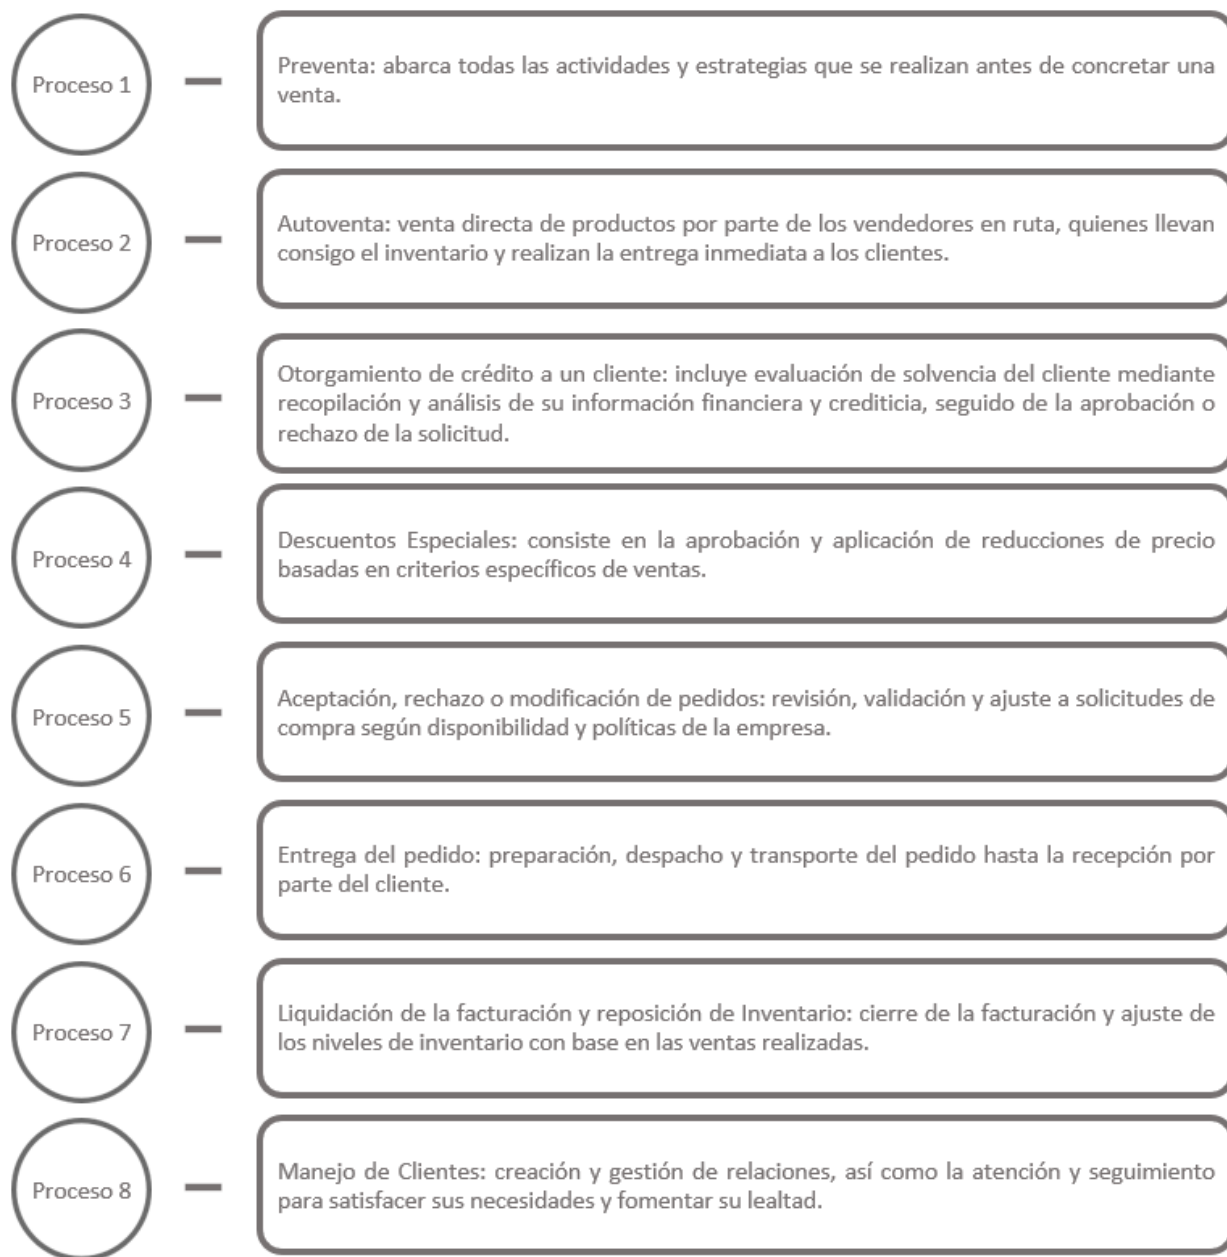 Proceso 1
Preventa: abarca todas las actividades y estrategias que se realizan antes de concretar una
venta.
Proceso 2
Autoventa: venta directa de productos por parte de los vendedores en ruta, quienes llevan
consigo el inventario y realizan la entrega inmediata a los clientes.
Proceso 3
Otorgamiento de crédito a un cliente: incluye evaluación de solvencia del cliente mediante
recopilación y análisis de su información financiera y crediticia, seguido de la aprobación o
rechazo de la solicitud.
Proceso 4
Descuentos Especiales: consiste en la aprobación y aplicación de reducciones de precio
basadas en criterios específicos de ventas.
Proceso 5
Aceptación, rechazo o modificación de pedidos: revisión, validación y ajuste a solicitudes de
compra según disponibilidad y políticas de la empresa.
Proceso 6
Entrega del pedido: preparación, despacho y transporte del pedido hasta la recepción por
parte del cliente.
Proceso 7
Liquidación de la facturación y reposición de Inventario: cierre de la facturación y ajuste de
los niveles de inventario con base en las ventas realizadas.
Proceso 8
Manejo de Clientes: creación y gestión de relaciones, así como la atención y seguimiento
para satisfacer sus necesidades y fomentar su lealtad.